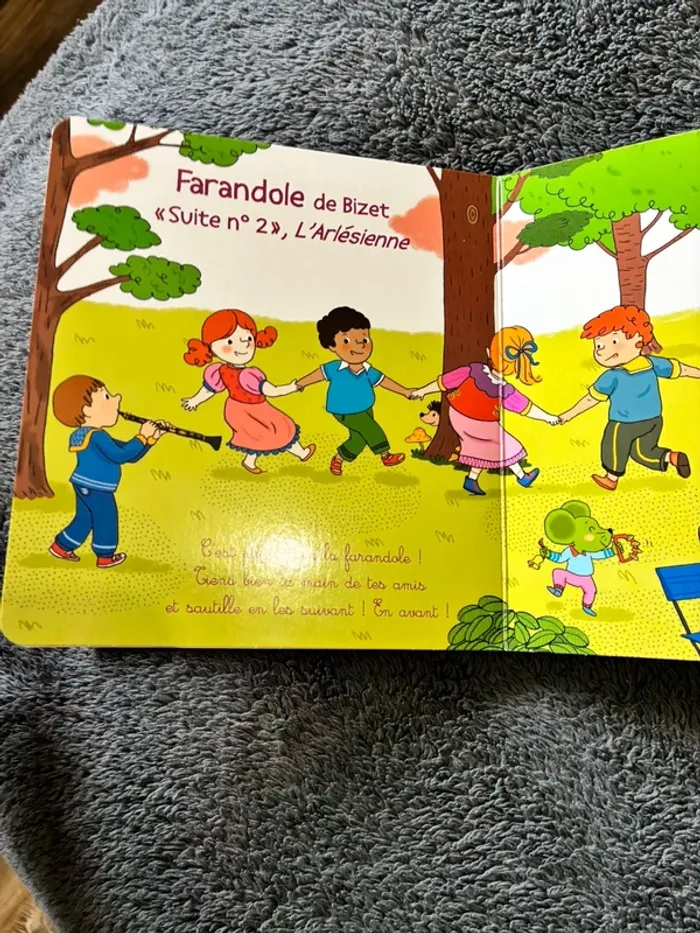 Farandole de Bizet
«Suite n° 2», L'Arlésienne
C'est la farandole !
Tiens bien la main de tes amis
et sautille en les suivant ! En avant !